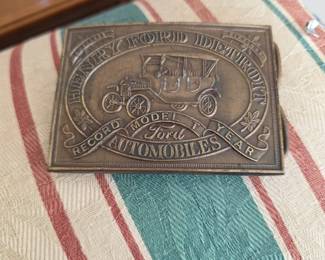 HENRY FORD DETROIT
RECORD MODEL T YEAR
Ford
AUTOMOBILES